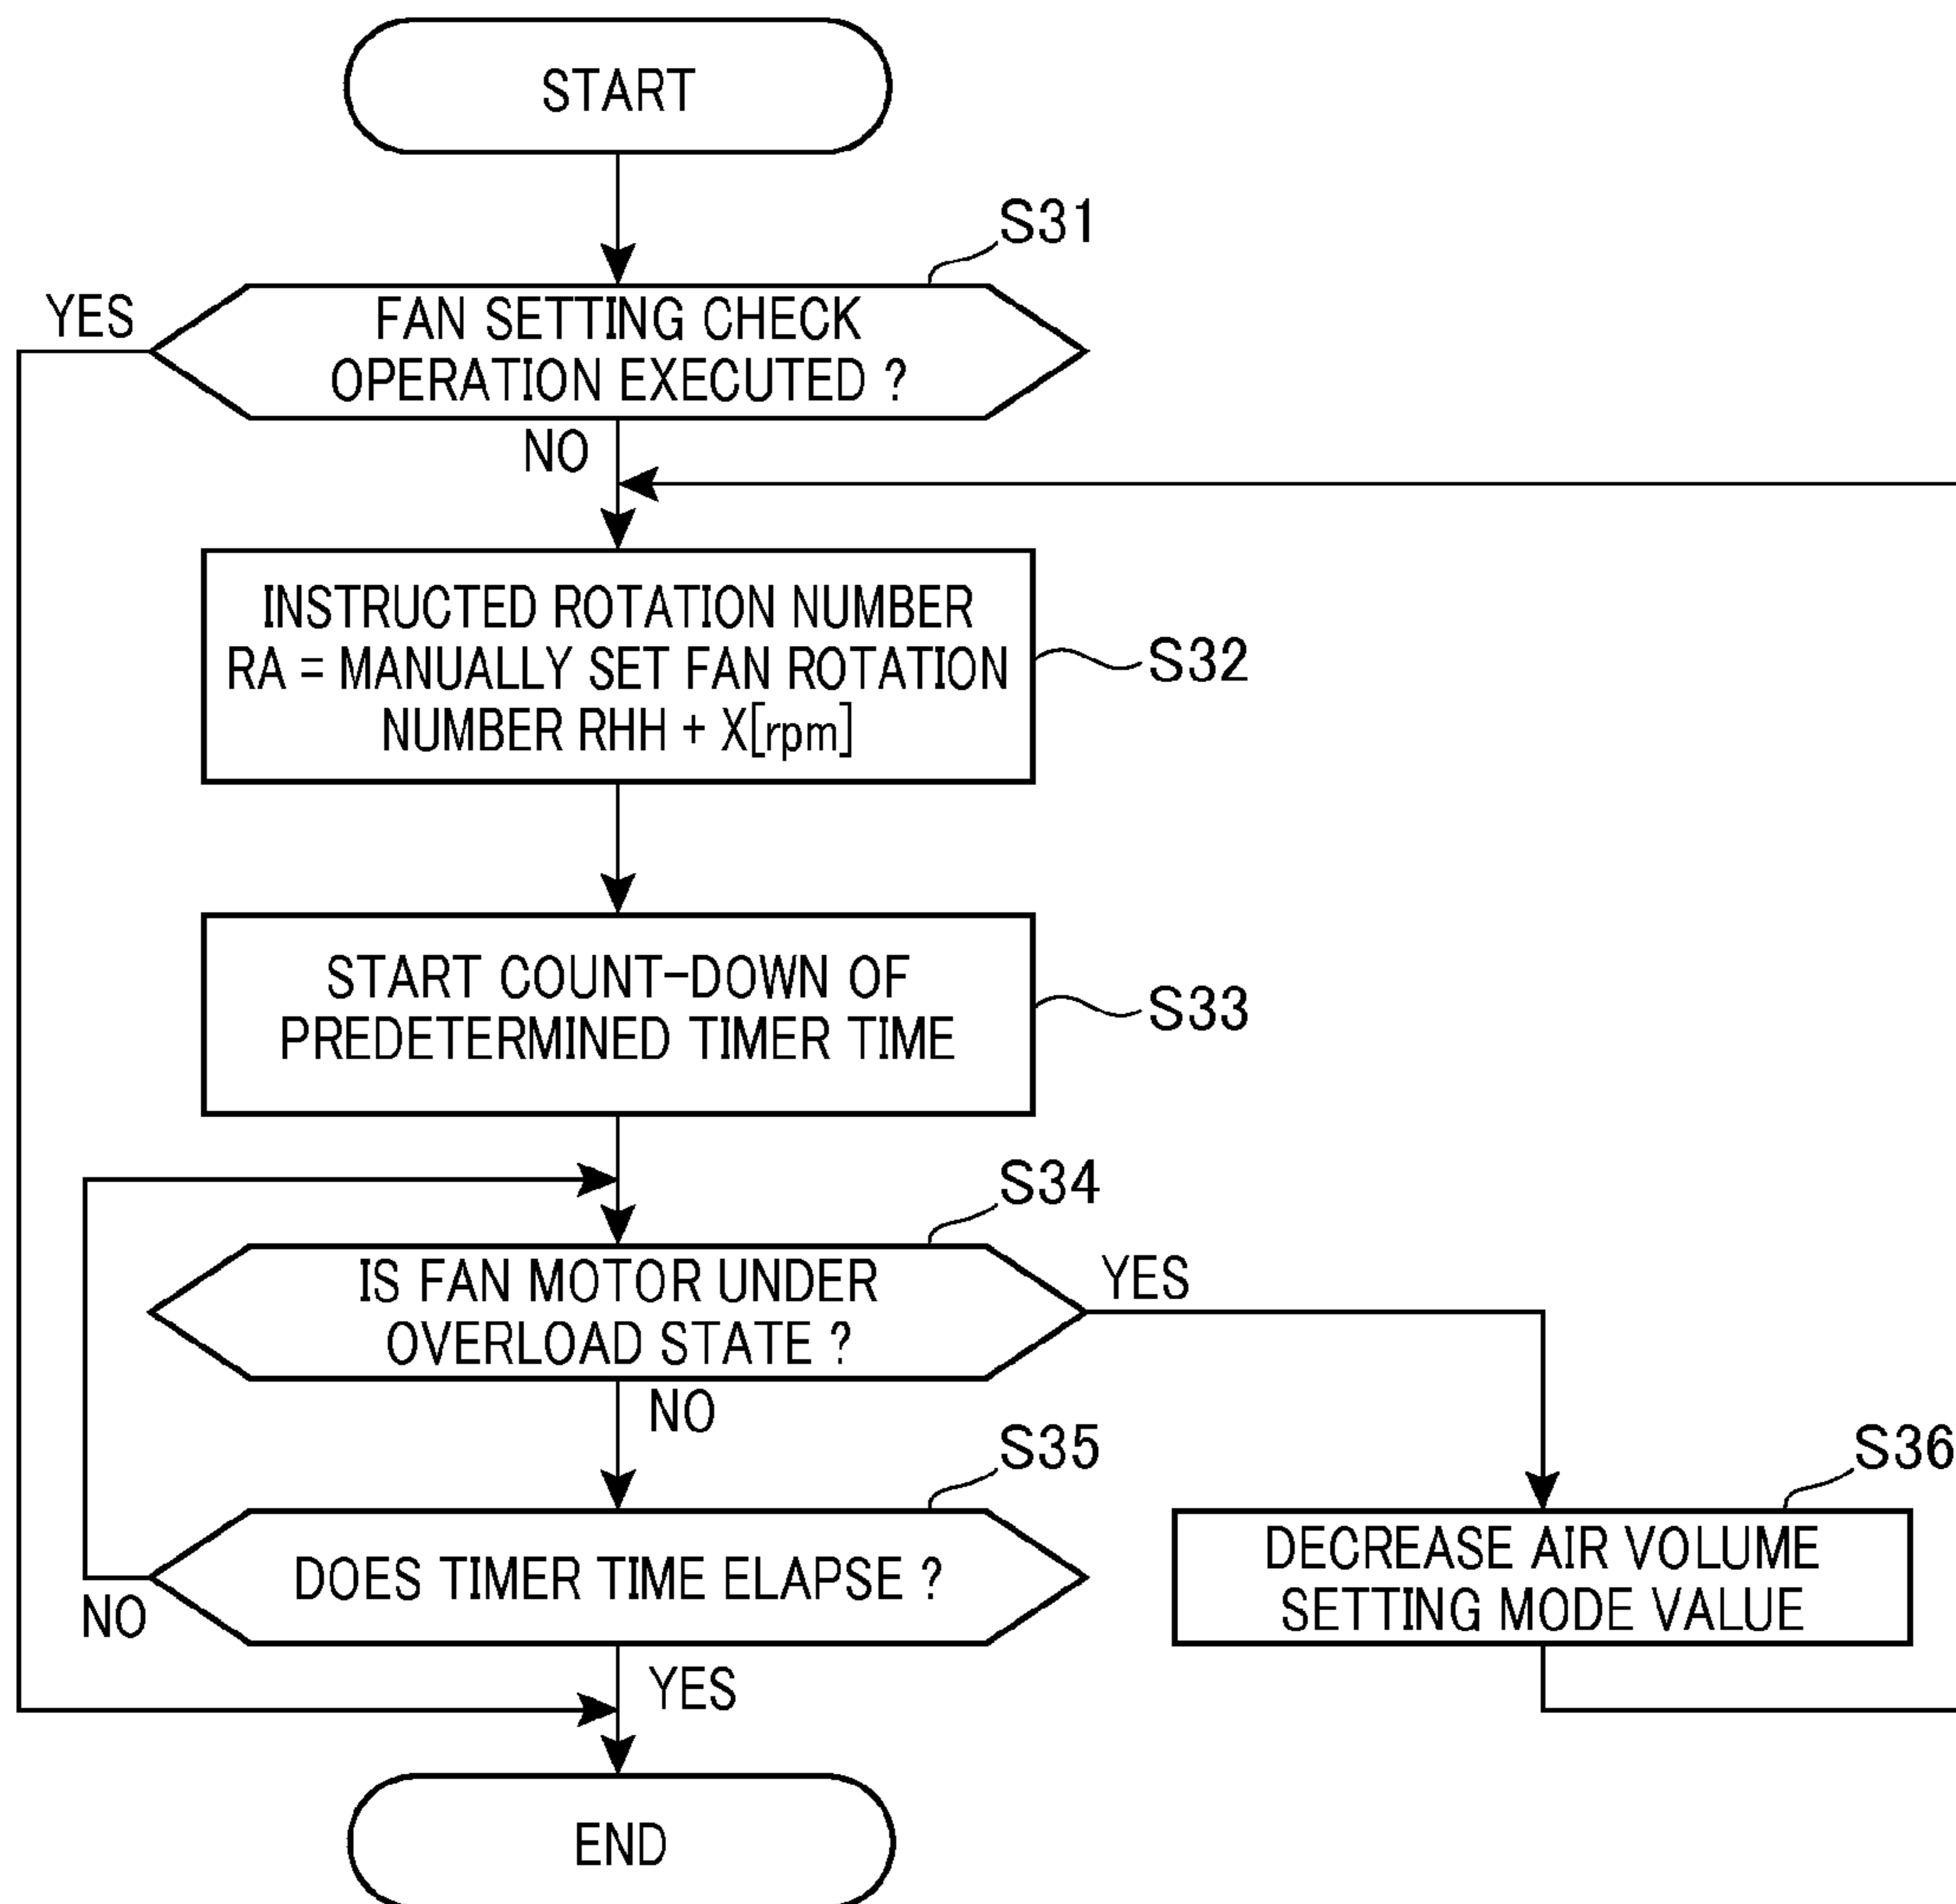 START
S31
YES
FAN SETTING CHECK
OPERATION EXECUTED ?
NO
INSTRUCTED ROTATION NUMBER
RA = MANUALLY SET FAN ROTATION
NUMBER RHH + X[rpm]
S32
START COUNT-DOWN OF
PREDETERMINED TIMER TIME
S33
S34
IS FAN MOTOR UNDER
OVERLOAD STATE ?
YES
NO
S35
S36
DOES TIMER TIME ELAPSE ?
NO
DECREASE AIR VOLUME
SETTING MODE VALUE
YES
END